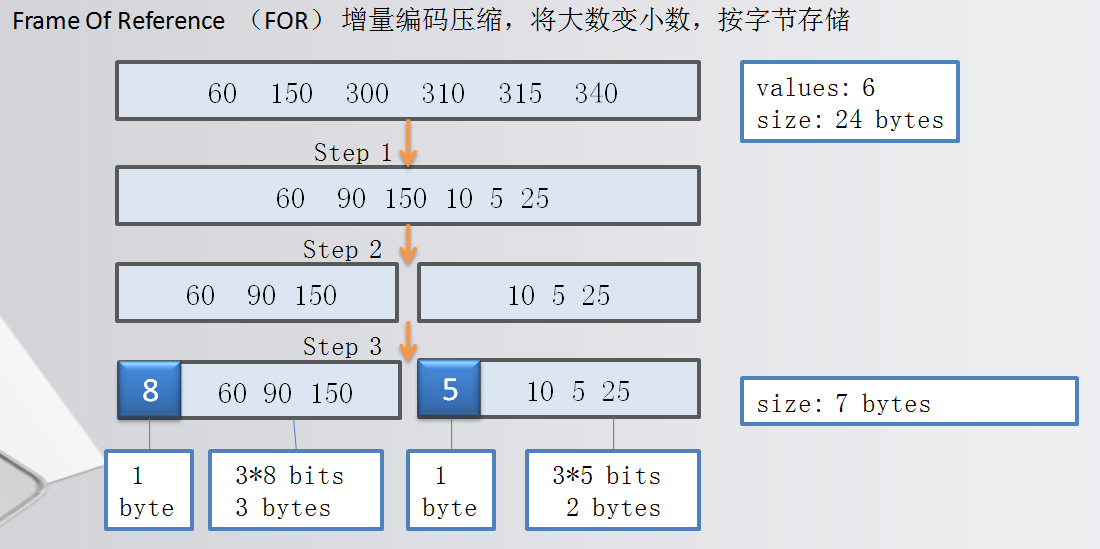 Frame Of Reference （FOR） 增量编码压缩，将大数变小数，按字节存储
60 150 300 310 315 340
values: 6
size: 24 bytes
Step 1
60 90 150 10 5 25
Step 2
60 90 150
10 5 25
Step 3
8
60 90 150
5
10 5 25
size: 7 bytes
1
byte
3*8 bits
3 bytes
1
byte
3*5 bits
2 bytes